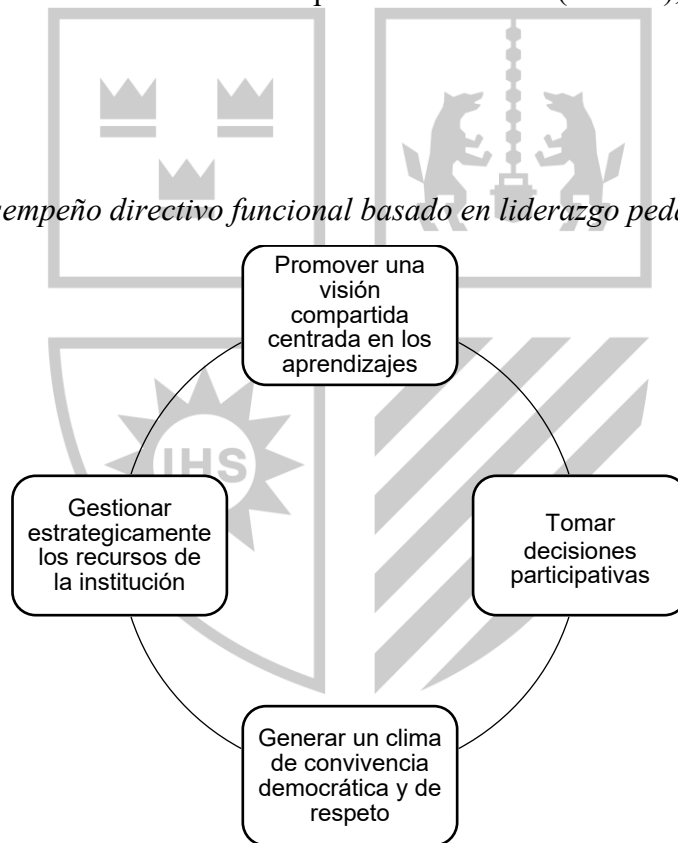 empeño directivo funcional basado en liderazgo
Promover una
visión
compartida
centrada en los
aprendizajes
IHS
Gestionar
estrategicamente
los recursos de
la institución
Tomar
decisiones
participativas
Generar un clima
de convivencia
democrática y de
respeto